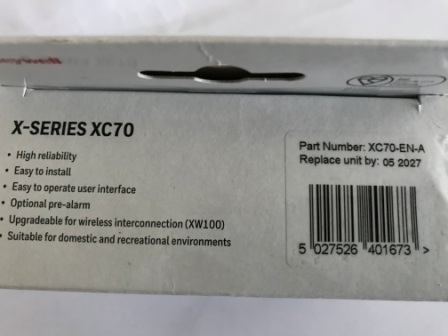 X-SERIES XC70
• High reliability
• Easy to install
• Easy to operate user interface
• Optional pre-alarm
• Upgradeable for wireless interconnection (XW100)
• Suitable for domestic and recreational environments
Part Number: XC70-EN-A
Replace unit by: 05 2027
5 027526 401673 >